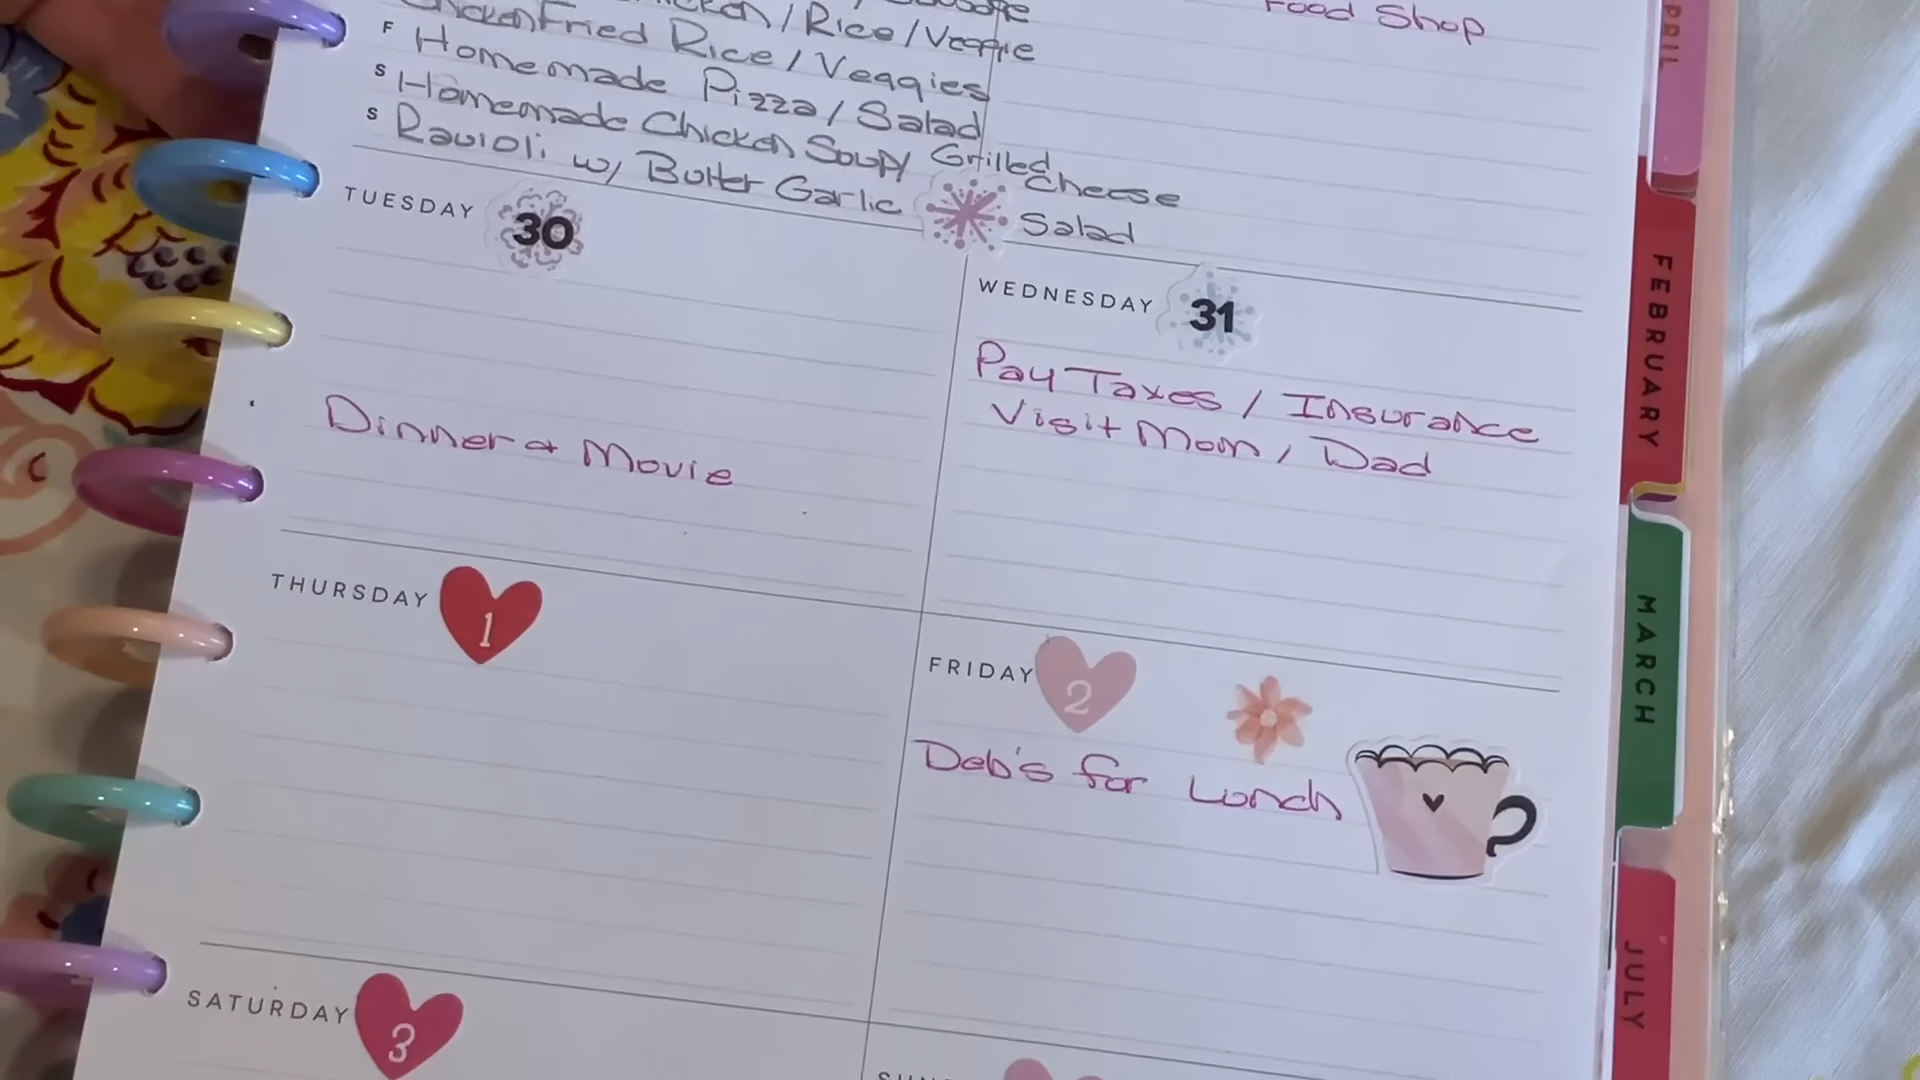 Food Shop
/Rice/Veggie
F Chicken Fried Rice/Veggies
S Homemade Pizza/Salad
S Homemade Chicken Soup/ Grilled Cheese
Ravioli w/ Butter Garlic Salad
TUESDAY 30
Dinner & Movie
WEDNESDAY 31
Pay Taxes / Insurance
Visit Mom / Dad
THURSDAY 1
FRIDAY 2
Deb's for Lunch
SATURDAY 3
PRIL
FEBRUARY
MARCH
JULY